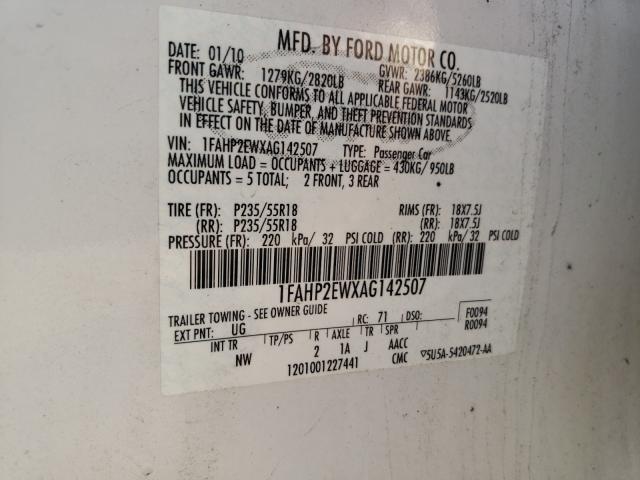 MFD. BY FORD MOTOR CO.
DATE: 01/10 GVWR: 2386KG/5260LB
FRONT GAWR: 1279KG/2820LB REAR GAWR: 1143KG/2520LB
THIS VEHICLE CONFORMS TO ALL APPLICABLE FEDERAL MOTOR
VEHICLE SAFETY, BUMPER, AND THEFT PREVENTION STANDARDS
IN EFFECT ON THE DATE OF MANUFACTURE SHOWN ABOVE.
VIN: 1FAHP2EWXAG142507 TYPE: Passenger Car
MAXIMUM LOAD = OCCUPANTS + LUGGAGE = 430KG/950LB
OCCUPANTS = 5 TOTAL; 2 FRONT, 3 REAR
TIRE (FR): P235/55R18 RIMS (FR): 18X7.5J
(RR): P235/55R18 (RR): 18X7.5J
PRESSURE (FR): 220 kPa/ 32 PSI COLD (RR): 220 kPa/ 32 PSI COLD
1FAHP2EWXAG142507
TRAILER TOWING - SEE OWNER GUIDE F0094
EXT PNT: UG RC: 71 DSO: R0094
INT TR TP/PS R AXLE TR SPR
NW 2 1A J AACC
1201001227441 CMC ▽5U5A-5420472-AA